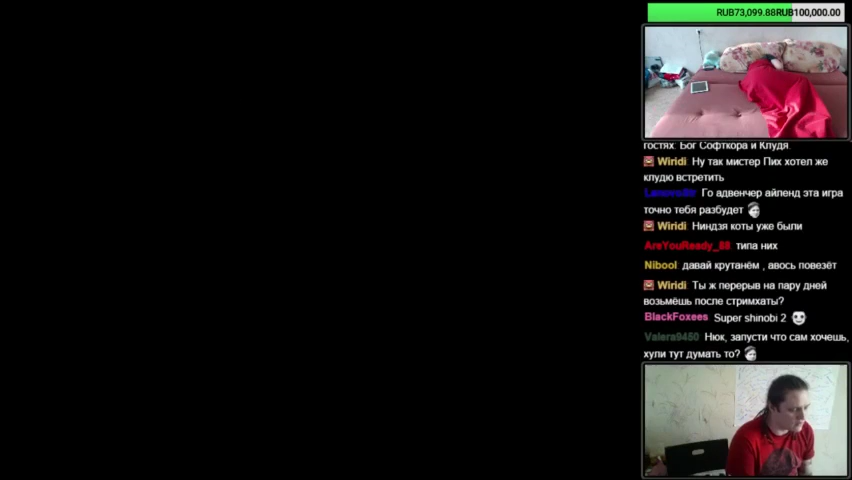 RUB73,099.88RUB100,000.00
гостях: Бог Софткора и Клудя.
Wiridi Ну так мистер Пих хотел же
клудю встретить
Го адвенчер айленд эта игра
точно тебя разбудет
Wiridi Ниндзя коты уже были
AreYouReady_88 типа них
Nibool давай крутанём , авось повезёт
Wiridi Ты ж перерыв на пару дней
возьмёшь после стримхаты?
BlackFoxees Super shinobi 2
Valera9450 Нюк, запусти что сам хочешь,
хули тут думать то?